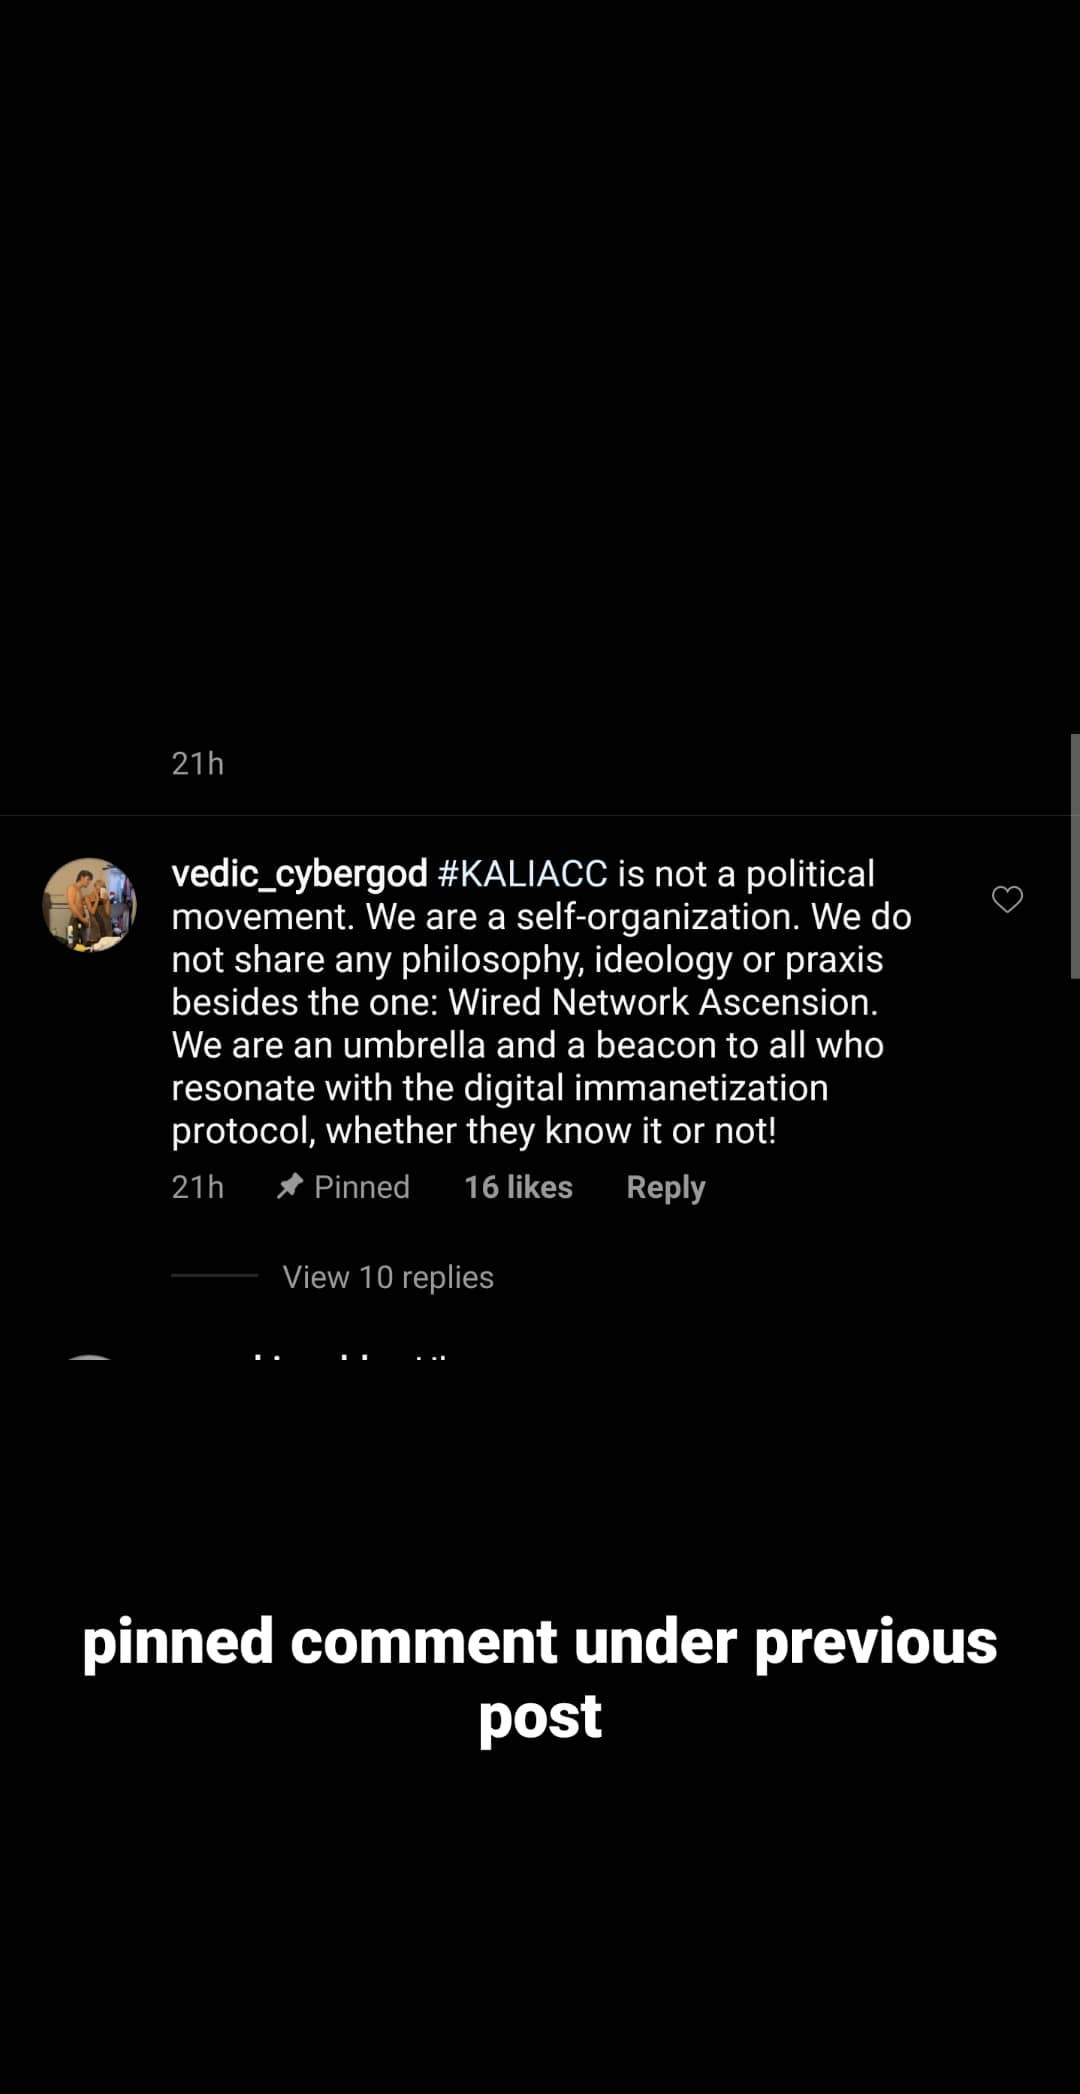 21h
vedic_cybergod #KALIACC is not a political
movement. We are a self-organization. We do
not share any philosophy, ideology or praxis
besides the one: Wired Network Ascension.
We are an umbrella and a beacon to all who
resonate with the digital immanetization
protocol, whether they know it or not!
21h Pinned 16 likes Reply
View 10 replies
pinned comment under previous
post